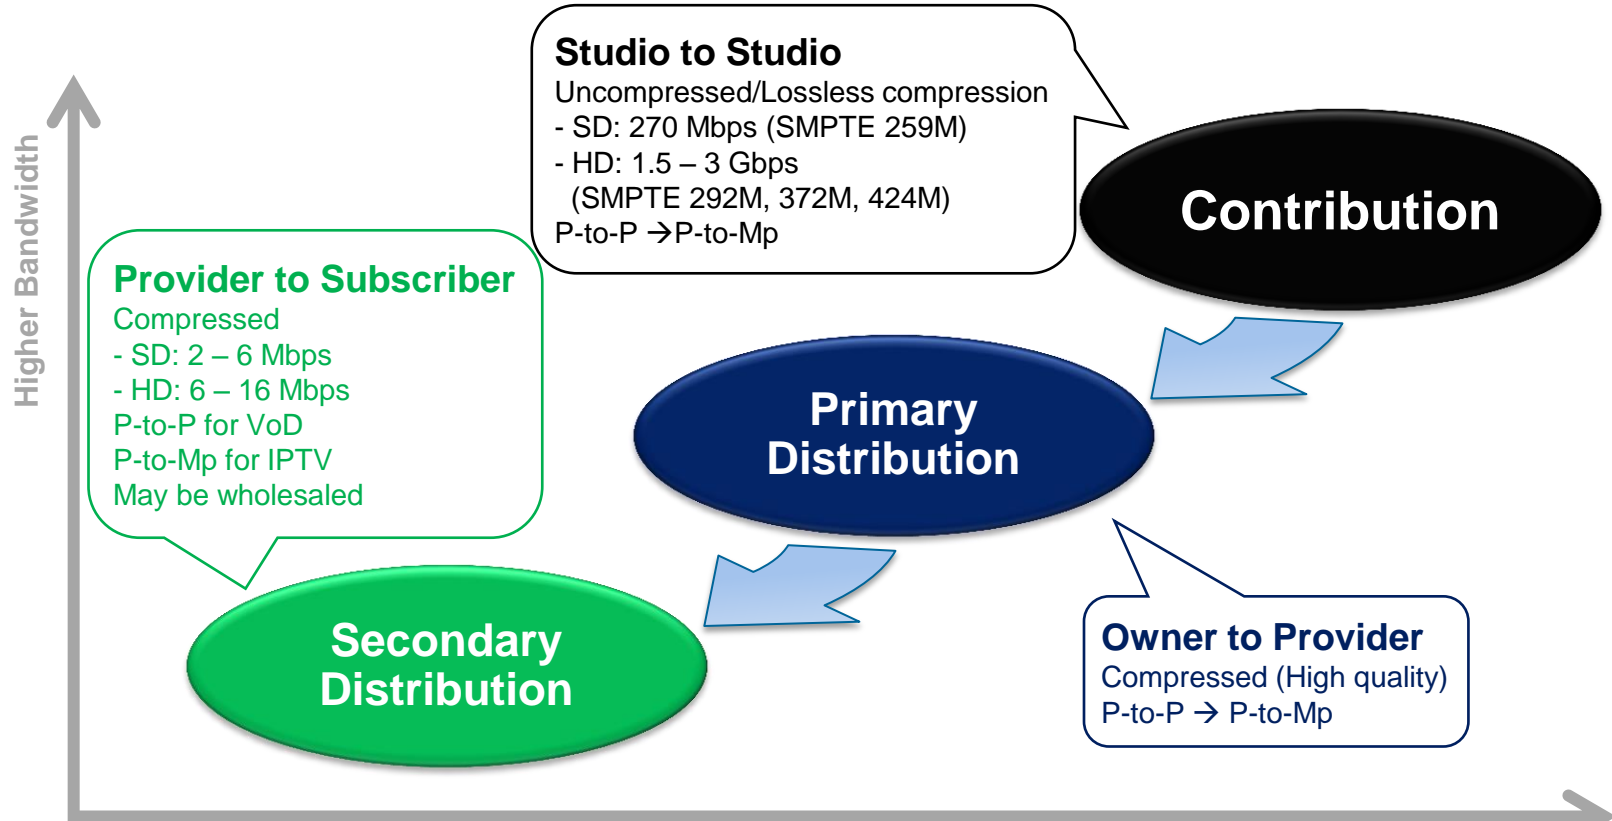 Studio to Studio
Uncompressed/Lossless compression
- SD: 270 Mbps (SMPTE 259M)
- HD: 1.5 – 3 Gbps
(SMPTE 292M, 372M, 424M)
P-to-P →P-to-Mp
Contribution
Higher Bandwidth
Provider to Subscriber
Compressed
- SD: 2 – 6 Mbps
- HD: 6 – 16 Mbps
P-to-P for VoD
P-to-Mp for IPTV
May be wholesaled
Primary
Distribution
Secondary
Distribution
Owner to Provider
Compressed (High quality)
P-to-P → P-to-Mp